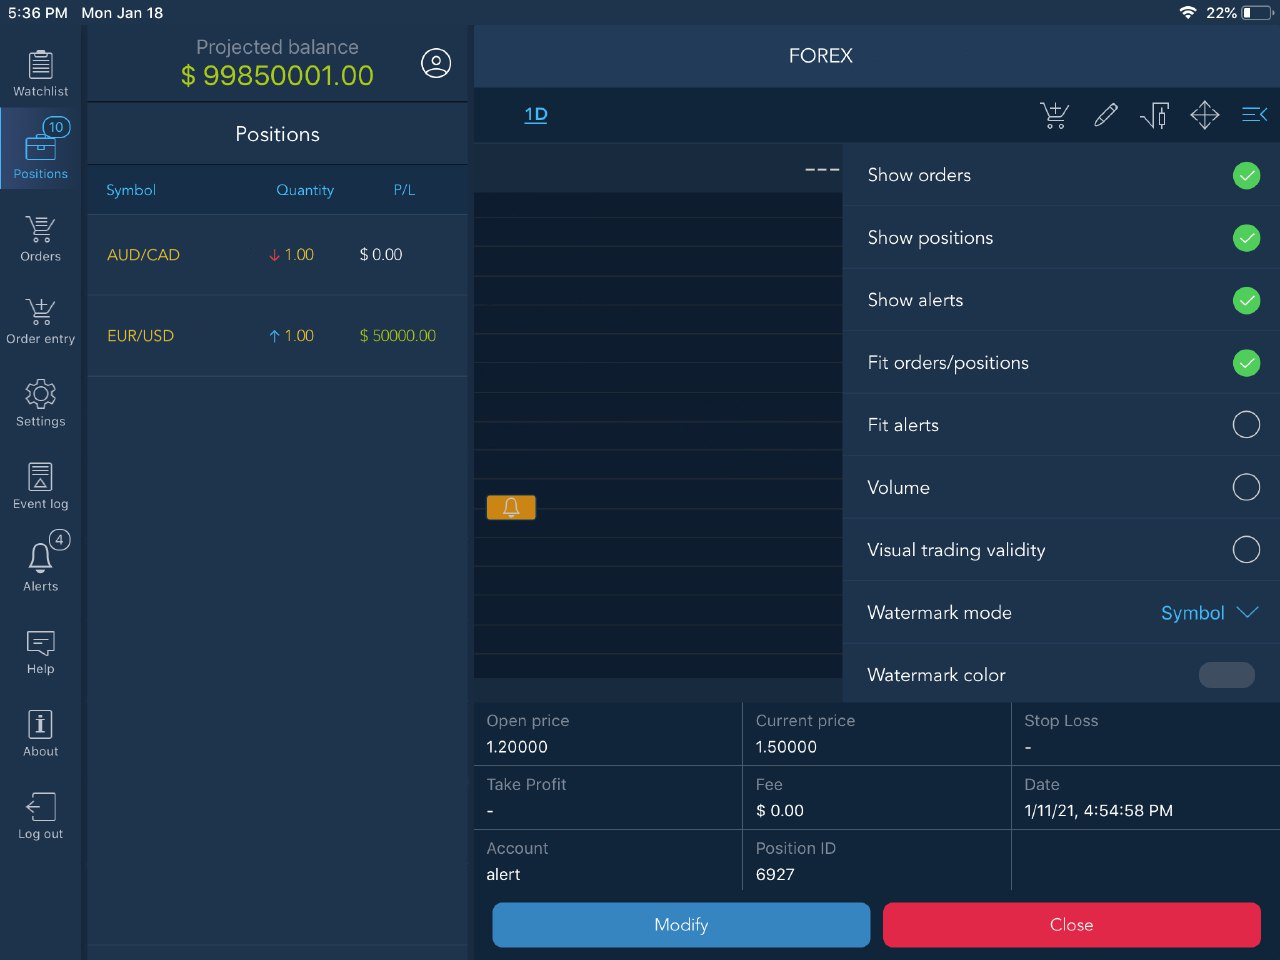 5:36 PM Mon Jan 18
22%
Watchlist
10
Positions
Orders
Order entry
Settings
Event log
4
Alerts
Help
About
Log out
Projected balance
$ 99850001.00
Positions
Symbol Quantity P/L
AUD/CAD ↓ 1.00 $ 0.00
EUR/USD ↑ 1.00 $ 50000.00
FOREX
1D
---
Show orders
Show positions
Show alerts
Fit orders/positions
Fit alerts
Volume
Visual trading validity
Watermark mode Symbol
Watermark color
Open price Current price Stop Loss
1.20000 1.50000 -
Take Profit Fee Date
- $ 0.00 1/11/21, 4:54:58 PM
Account Position ID
alert 6927
Modify Close